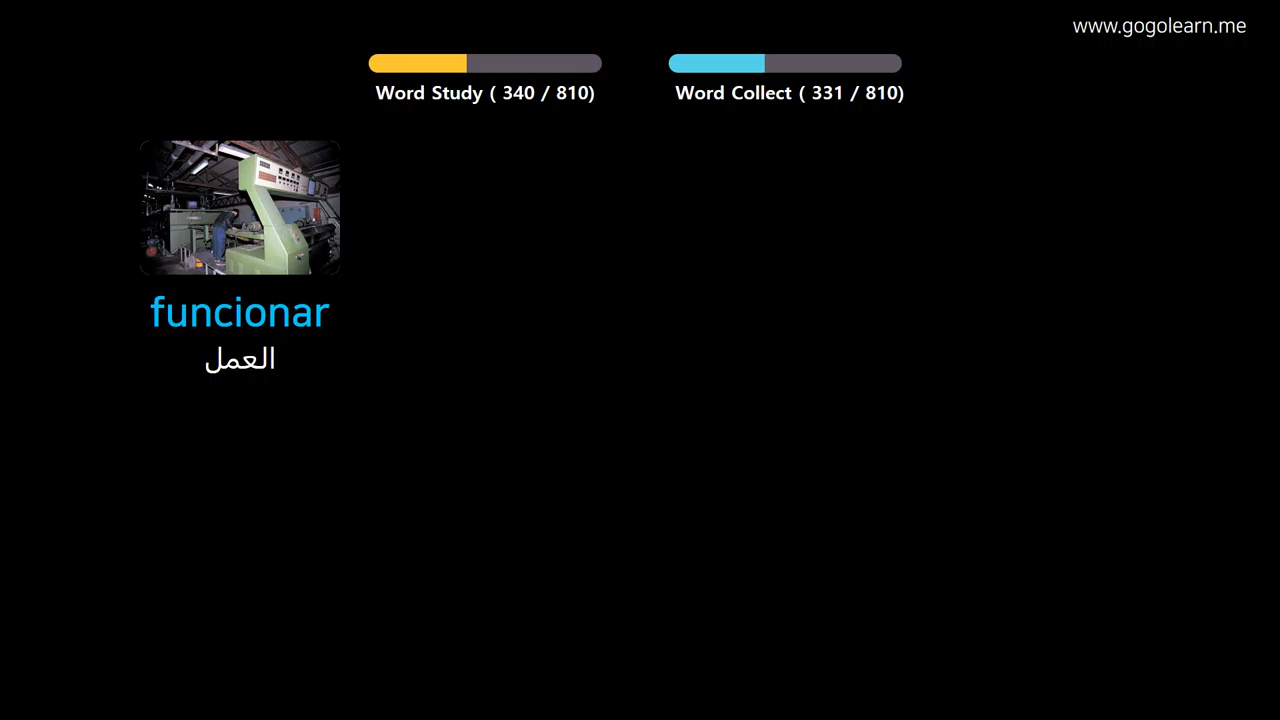 www.gogolearn.me
Word Study ( 340 / 810)
Word Collect ( 331 / 810)
funcionar
العمل